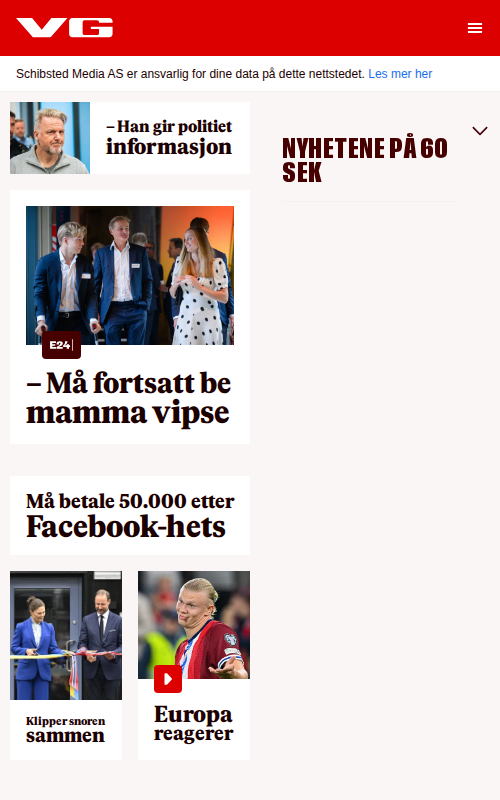 VG
Schibsted Media AS er ansvarlig for dine data på dette nettstedet. Les mer her
– Han gir politiet
informasjon
NYHETENE PÅ 60
SEK
E24
– Må fortsatt be
mamma vipse
Må betale 50.000 etter
Facebook-hets
Klipper snoren
sammen
Europa
reagerer